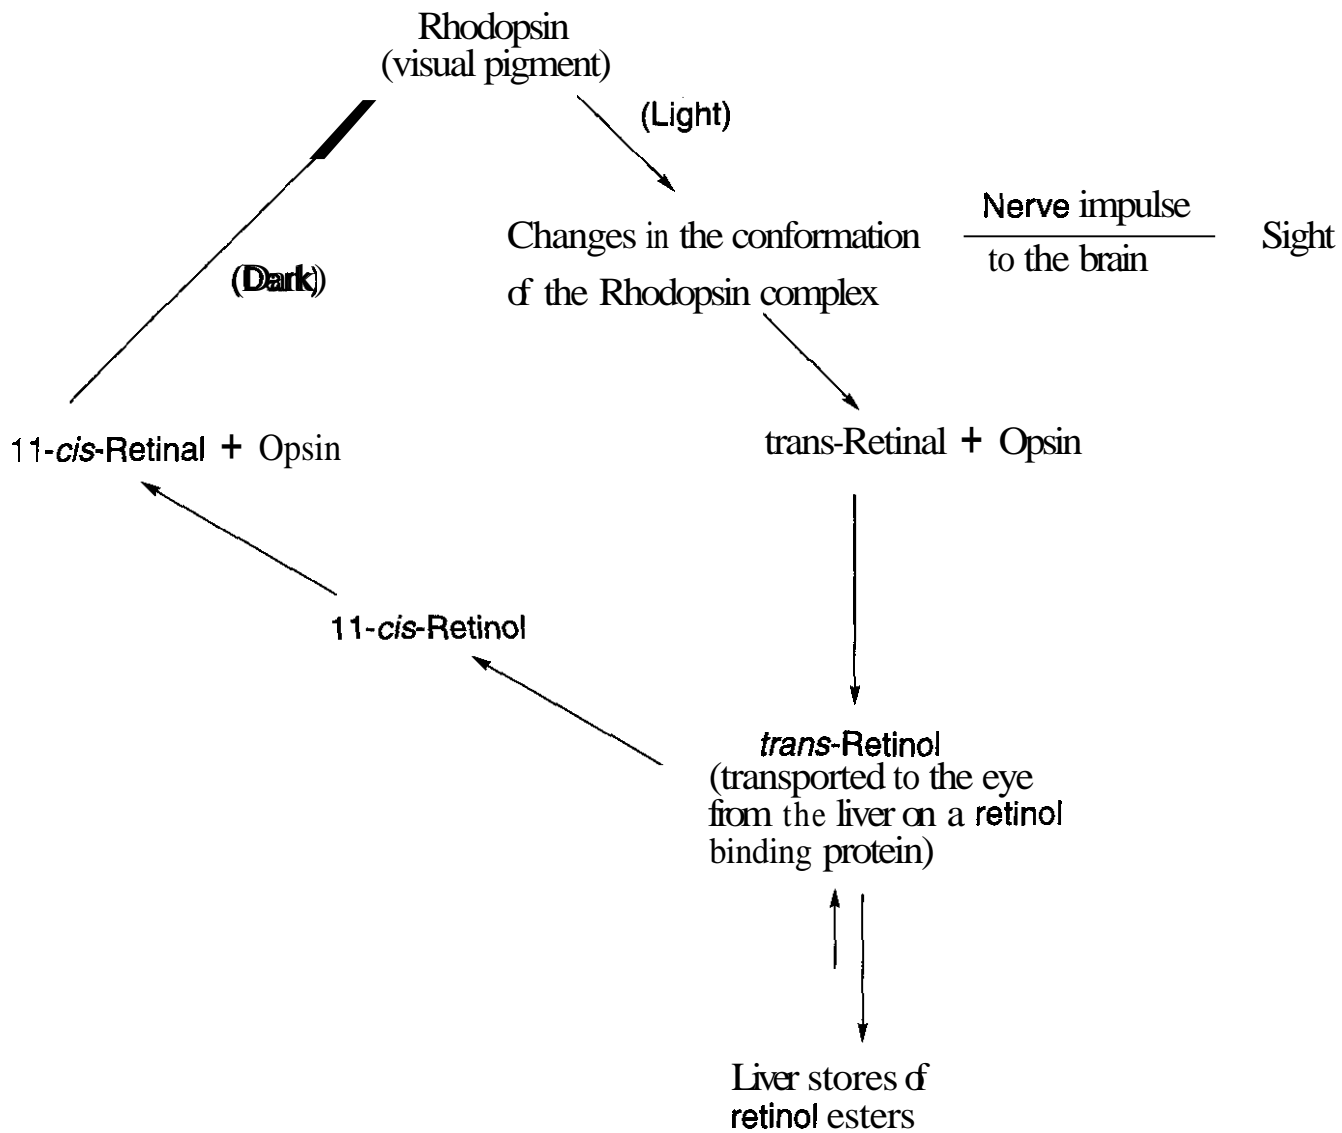 Rhodopsin
(visual pigment)
(Light)
Changes in the conformation
of the Rhodopsin complex
Nerve impulse
to the brain
Sight
(Dark)
11-cis-Retinal + Opsin
trans-Retinal + Opsin
11-cis-Retinol
trans-Retinol
(transported to the eye
from the liver on a retinol
binding protein)
Liver stores of
retinol esters